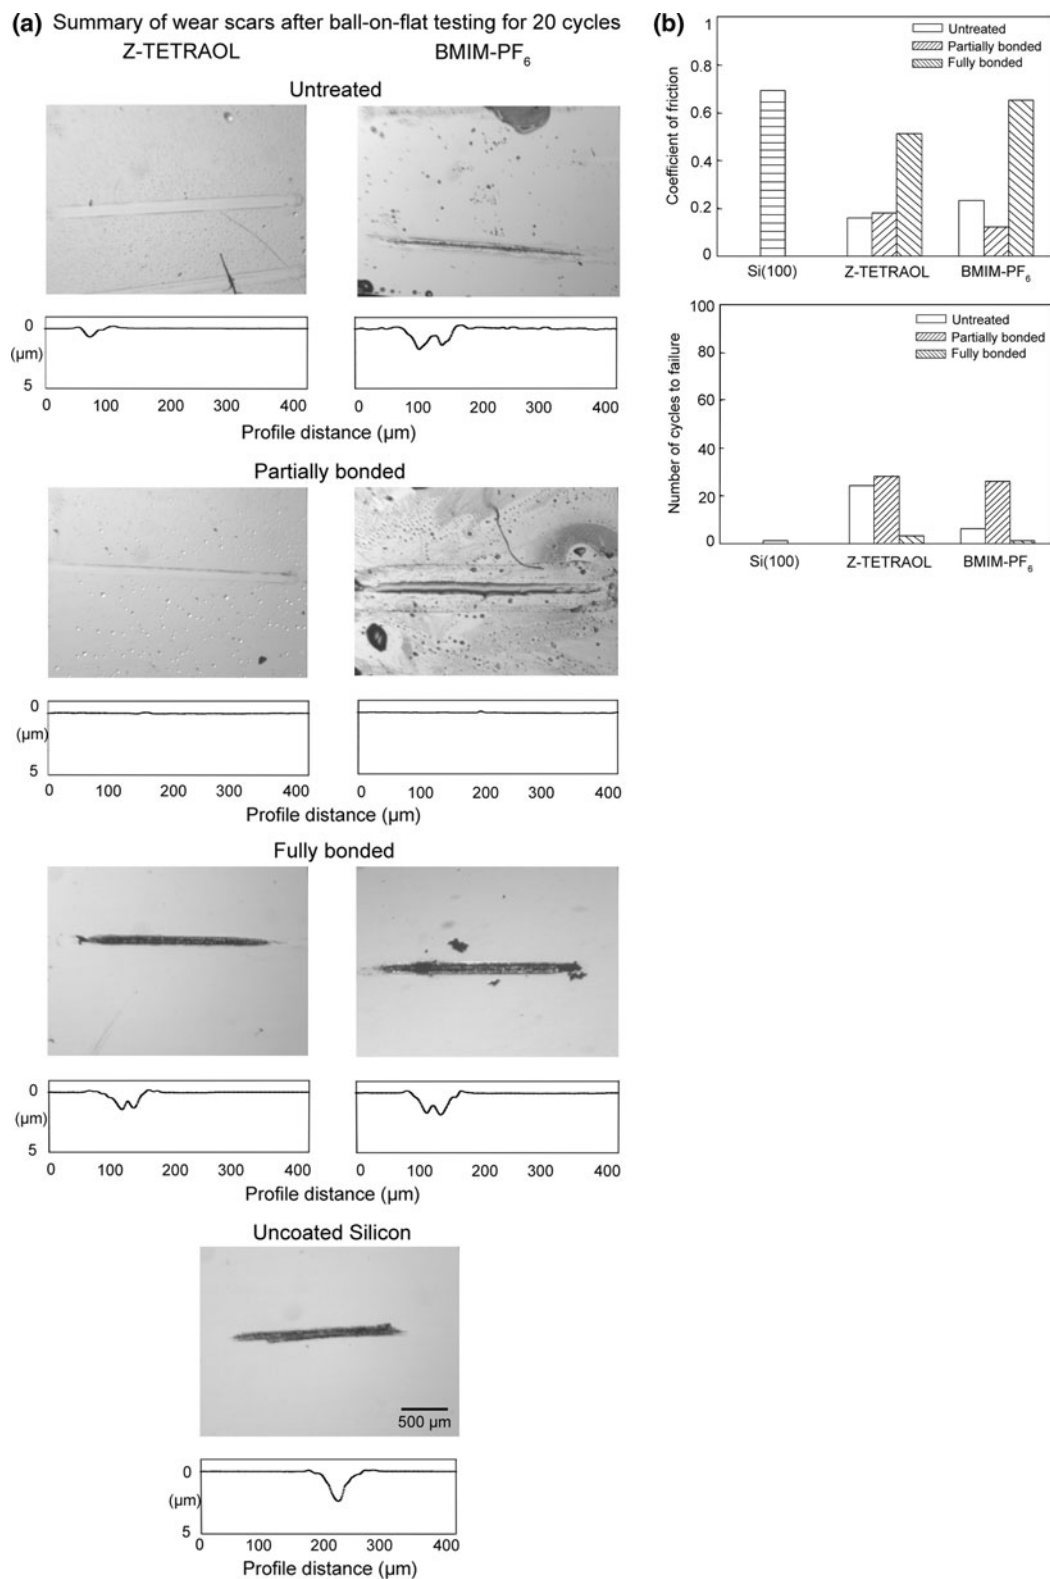 (a) Summary of wear scars after ball-on-flat testing for 20 cycles
Z-TETRAOL BMIM-PF₆
Untreated
0
(µm)
5
0 100 200 300 400
0 100 200 300 400
Profile distance (µm)
Partially bonded
0
(µm)
5
0 100 200 300 400
0 100 200 300 400
Profile distance (µm)
Fully bonded
0
(µm)
5
0 100 200 300 400
0 100 200 300 400
Profile distance (µm)
Uncoated Silicon
500 µm
0
(µm)
5
0 100 200 300 400
Profile distance (µm)
(b)
Coefficient of friction
1
0.8
0.6
0.4
0.2
0
Untreated
Partially bonded
Fully bonded
Si(100) Z-TETRAOL BMIM-PF₆
Number of cycles to failure
100
80
60
40
20
0
Untreated
Partially bonded
Fully bonded
Si(100) Z-TETRAOL BMIM-PF₆